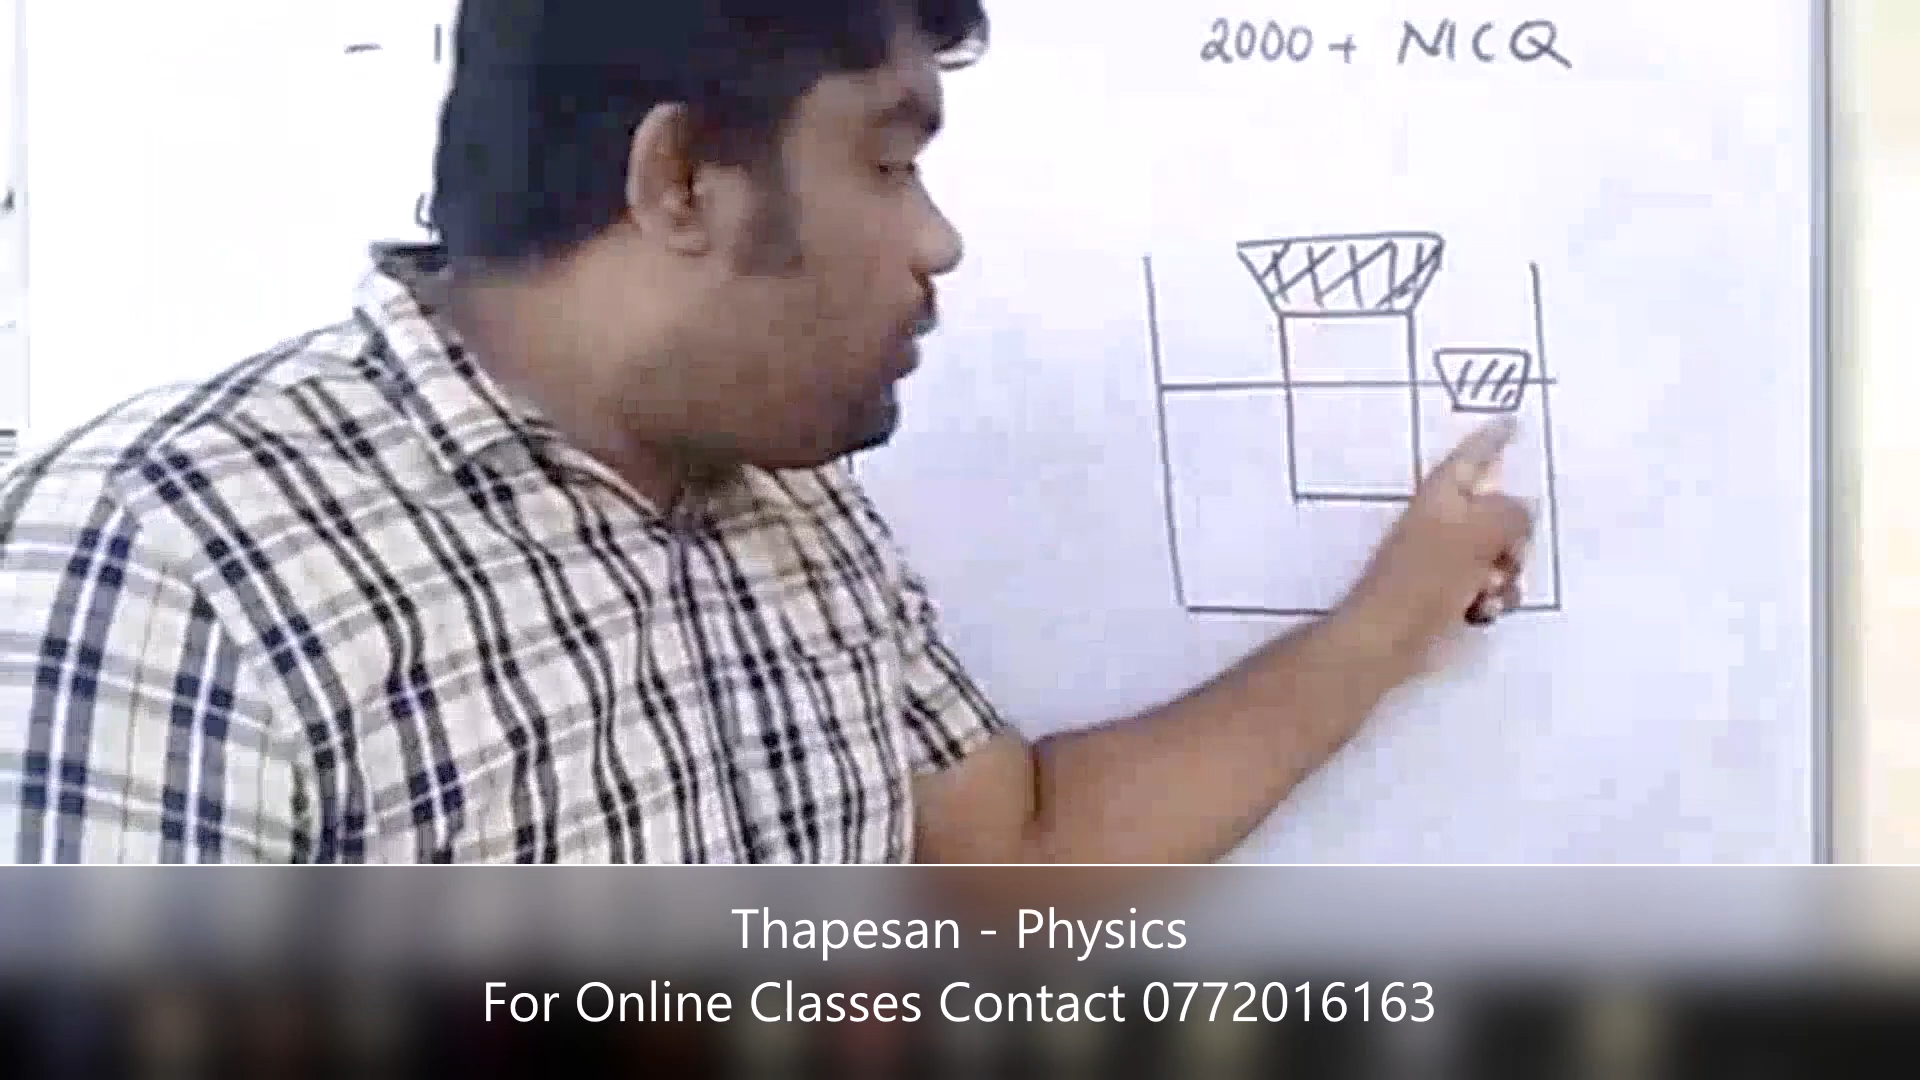 2000 + MCQ
Thapesan - Physics
For Online Classes Contact 0772016163